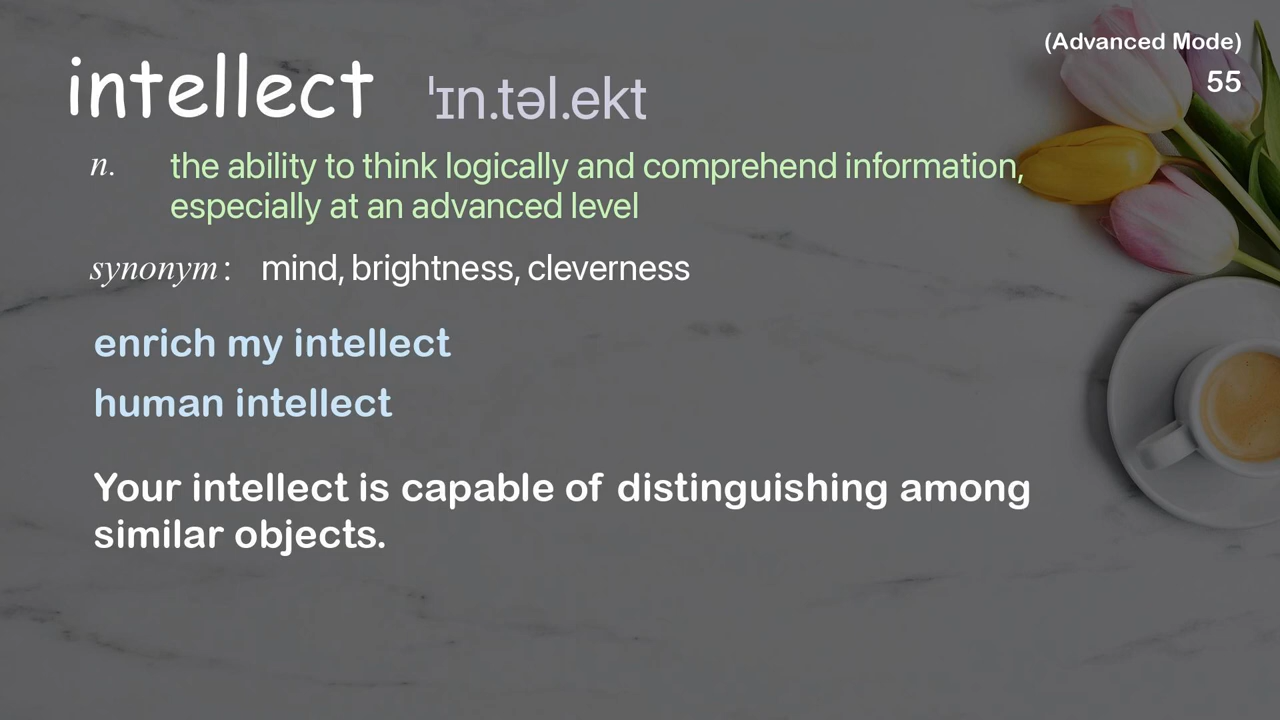 (Advanced Mode)
55
intellect ˈɪn.təl.ekt
n. the ability to think logically and comprehend information,
especially at an advanced level
synonym: mind, brightness, cleverness
enrich my intellect
human intellect
Your intellect is capable of distinguishing among
similar objects.